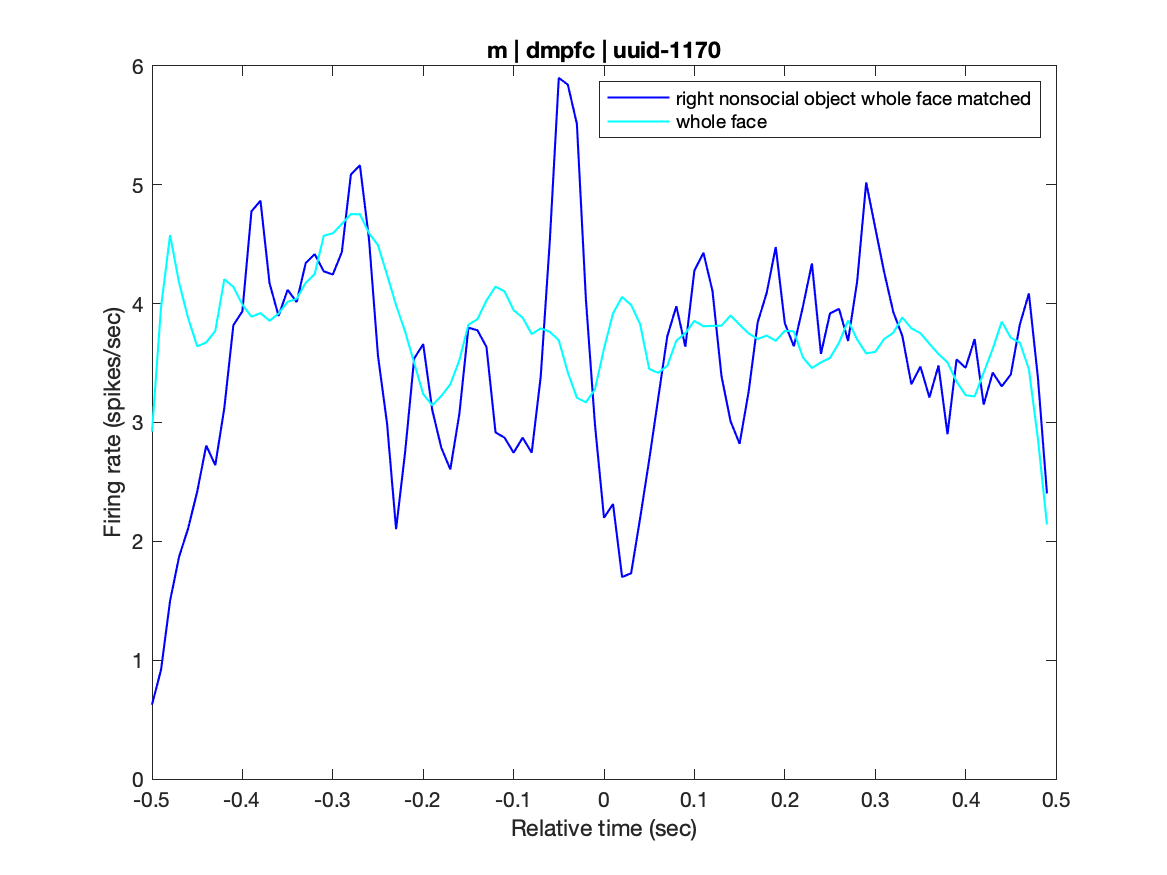 m | dmpfc | uuid-1170
right nonsocial object whole face matched
whole face
Firing rate (spikes/sec)
6
5
4
3
2
1
0
-0.5 -0.4 -0.3 -0.2 -0.1 0 0.1 0.2 0.3 0.4 0.5
Relative time (sec)